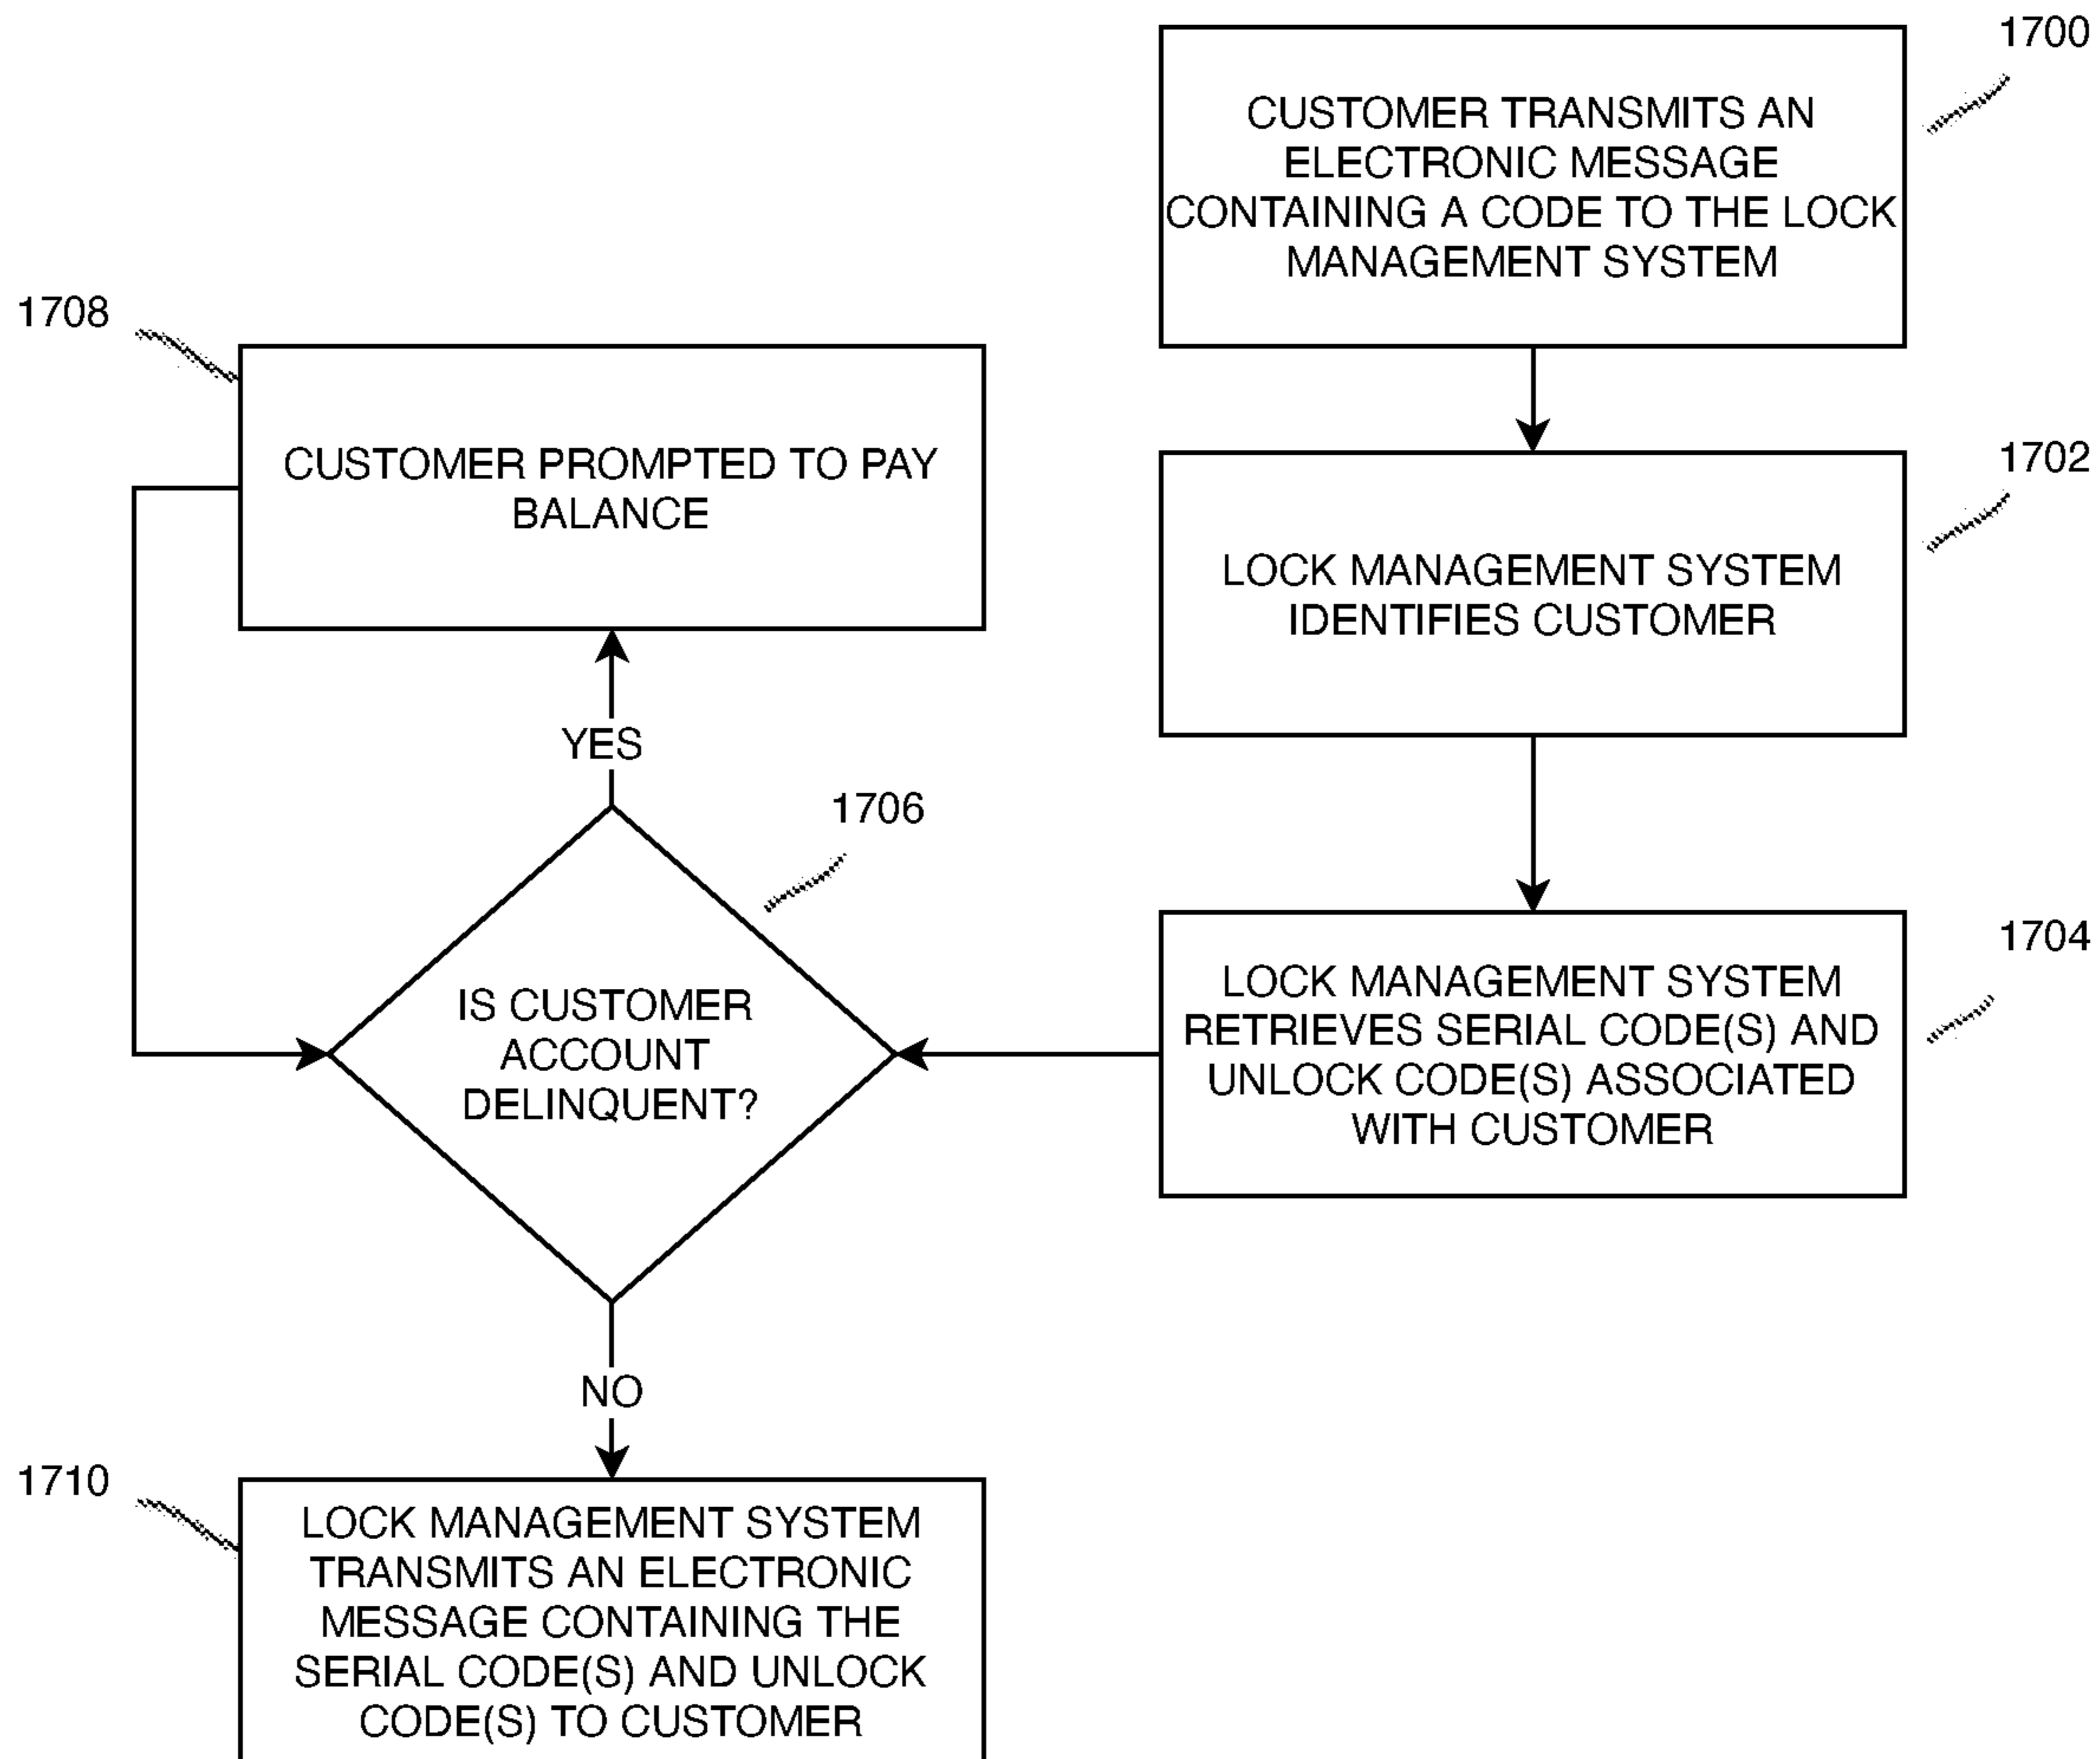 1700
CUSTOMER TRANSMITS AN
ELECTRONIC MESSAGE
CONTAINING A CODE TO THE LOCK
MANAGEMENT SYSTEM
1702
LOCK MANAGEMENT SYSTEM
IDENTIFIES CUSTOMER
1704
LOCK MANAGEMENT SYSTEM
RETRIEVES SERIAL CODE(S) AND
UNLOCK CODE(S) ASSOCIATED
WITH CUSTOMER
1706
IS CUSTOMER
ACCOUNT
DELINQUENT?
YES
1708
CUSTOMER PROMPTED TO PAY
BALANCE
NO
1710
LOCK MANAGEMENT SYSTEM
TRANSMITS AN ELECTRONIC
MESSAGE CONTAINING THE
SERIAL CODE(S) AND UNLOCK
CODE(S) TO CUSTOMER